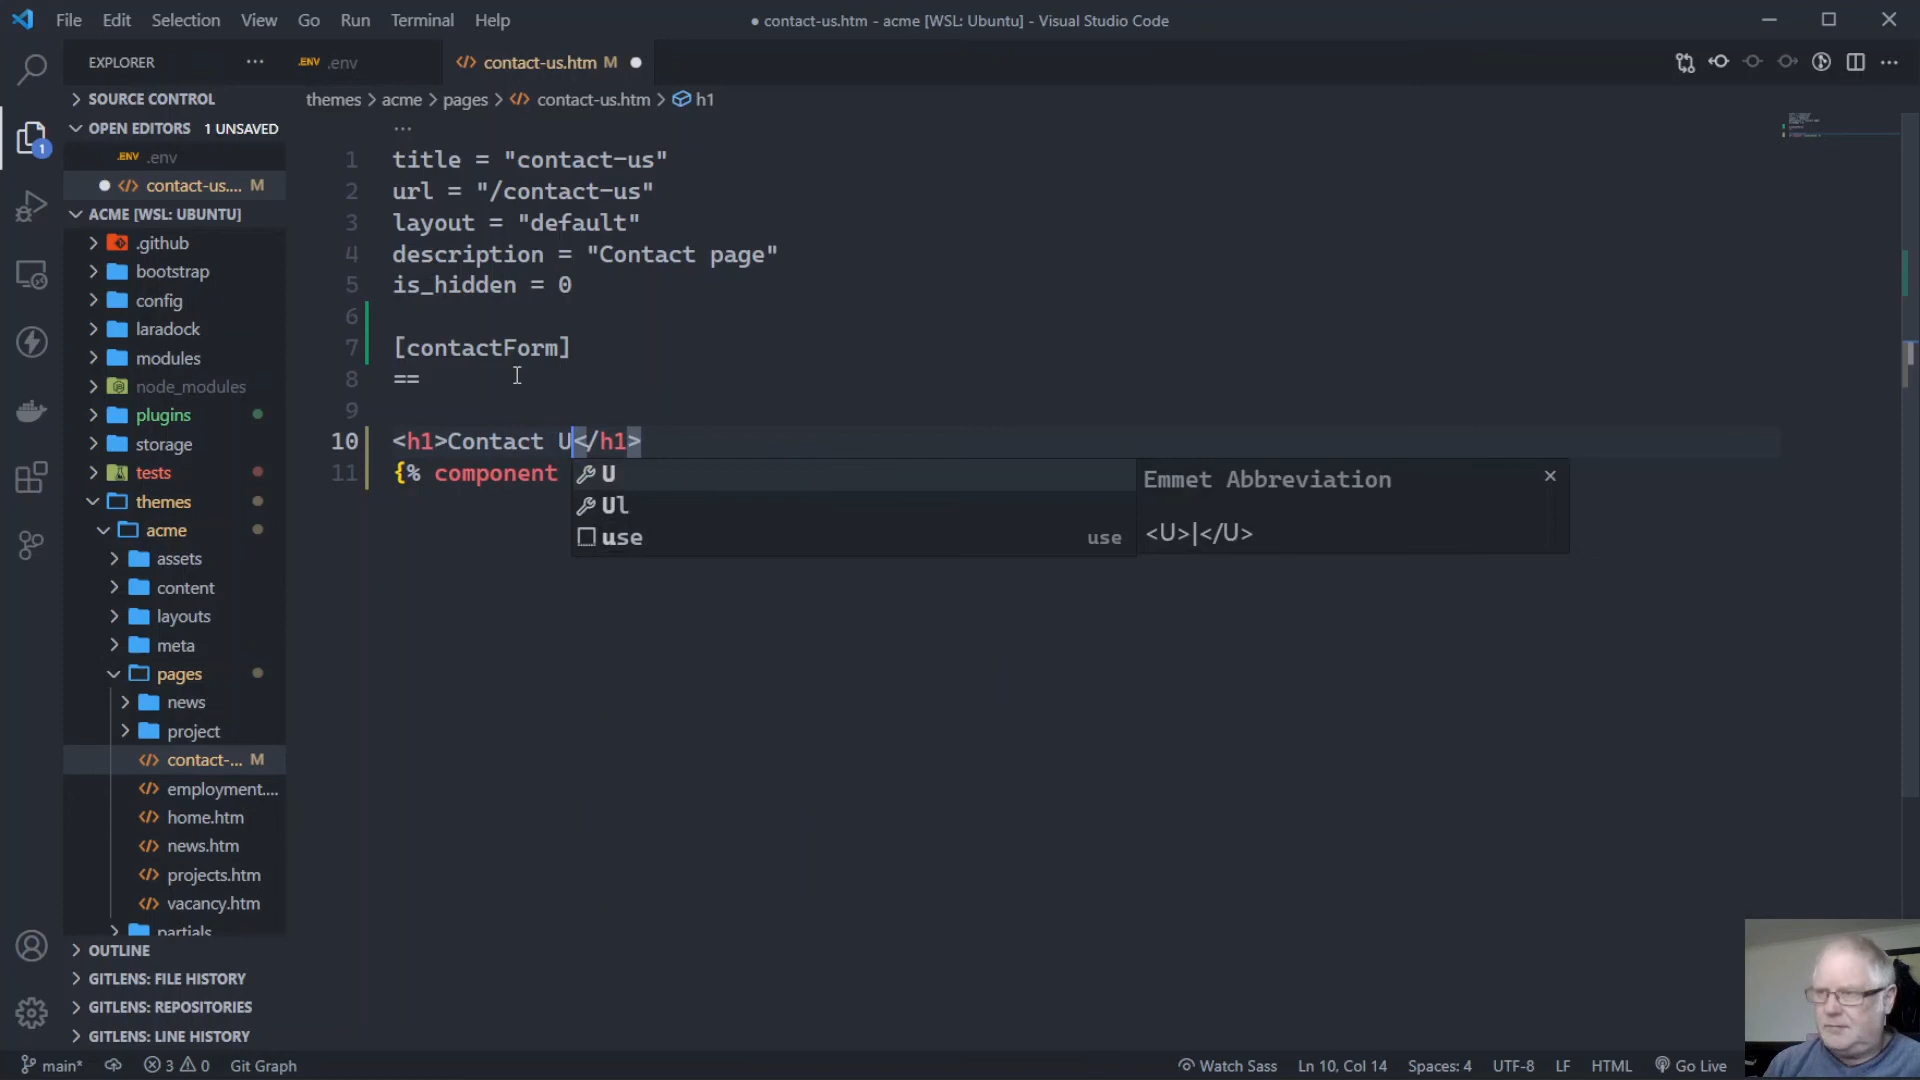 File Edit Selection View Go Run Terminal Help
● contact-us.htm - acme [WSL: Ubuntu] - Visual Studio Code
EXPLORER
.ENV .env
contact-us.htm M
themes > acme > pages > contact-us.htm > h1
SOURCE CONTROL
OPEN EDITORS 1 UNSAVED
.ENV .env
contact-us.... M
ACME [WSL: UBUNTU]
.github
bootstrap
config
laradock
modules
node_modules
plugins
storage
tests
themes
acme
assets
content
layouts
meta
pages
news
project
contact-... M
employment....
home.htm
news.htm
projects.htm
vacancy.htm
partials
OUTLINE
GITLENS: FILE HISTORY
GITLENS: REPOSITORIES
GITLENS: LINE HISTORY
1
...
1 title = "contact-us"
2 url = "/contact-us"
3 layout = "default"
4 description = "Contact page"
5 is_hidden = 0
6
7 [contactForm]
8 ==
9
10 <h1>Contact U</h1>
11 {% component
U
Ul
use use
Emmet Abbreviation
<U>|</U>
main* 3 0 Git Graph
Watch Sass Ln 10, Col 14 Spaces: 4 UTF-8 LF HTML Go Live